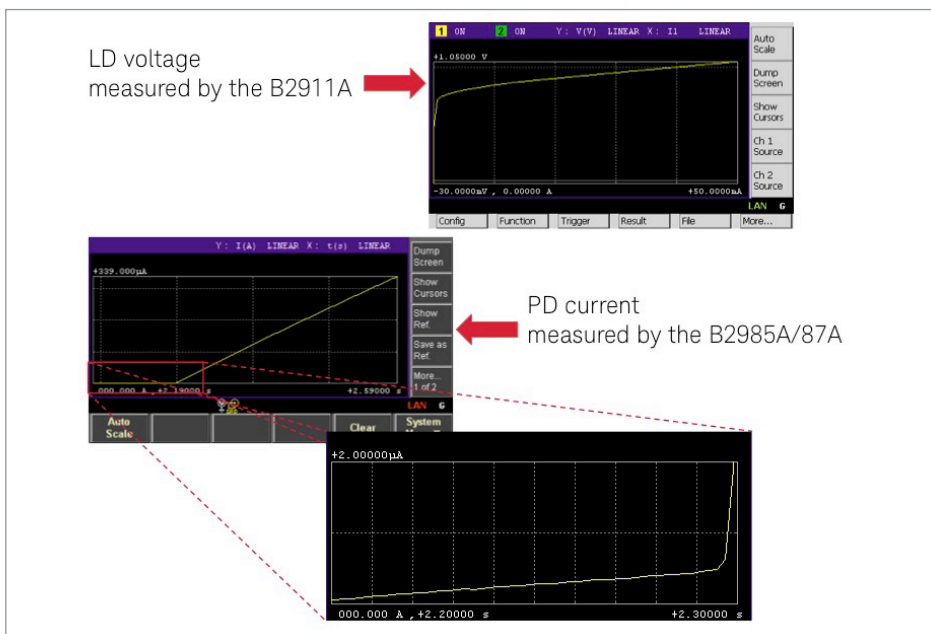 LD voltage
measured by the B2911A
1 ON 2 ON Y: V(V) LINEAR X: I1 LINEAR
+1.05000 V
-30.0000mV , 0.00000 A +50.0000mA
Auto
Scale
Dump
Screen
Show
Cursors
Ch 1
Source
Ch 2
Source
LAN G
Config Function Trigger Result File More...
Y: I(A) LINEAR X: t(s) LINEAR
+339.000µA
000.000 A ,+2.19000 s +2.59000 s
Dump
Screen
Show
Cursors
Show
Ref.
Save as
Ref.
More...
1 of 2
LAN G
Auto
Scale
Clear
System
PD current
measured by the B2985A/87A
+2.00000µA
000.000 A ,+2.20000 s +2.30000 s